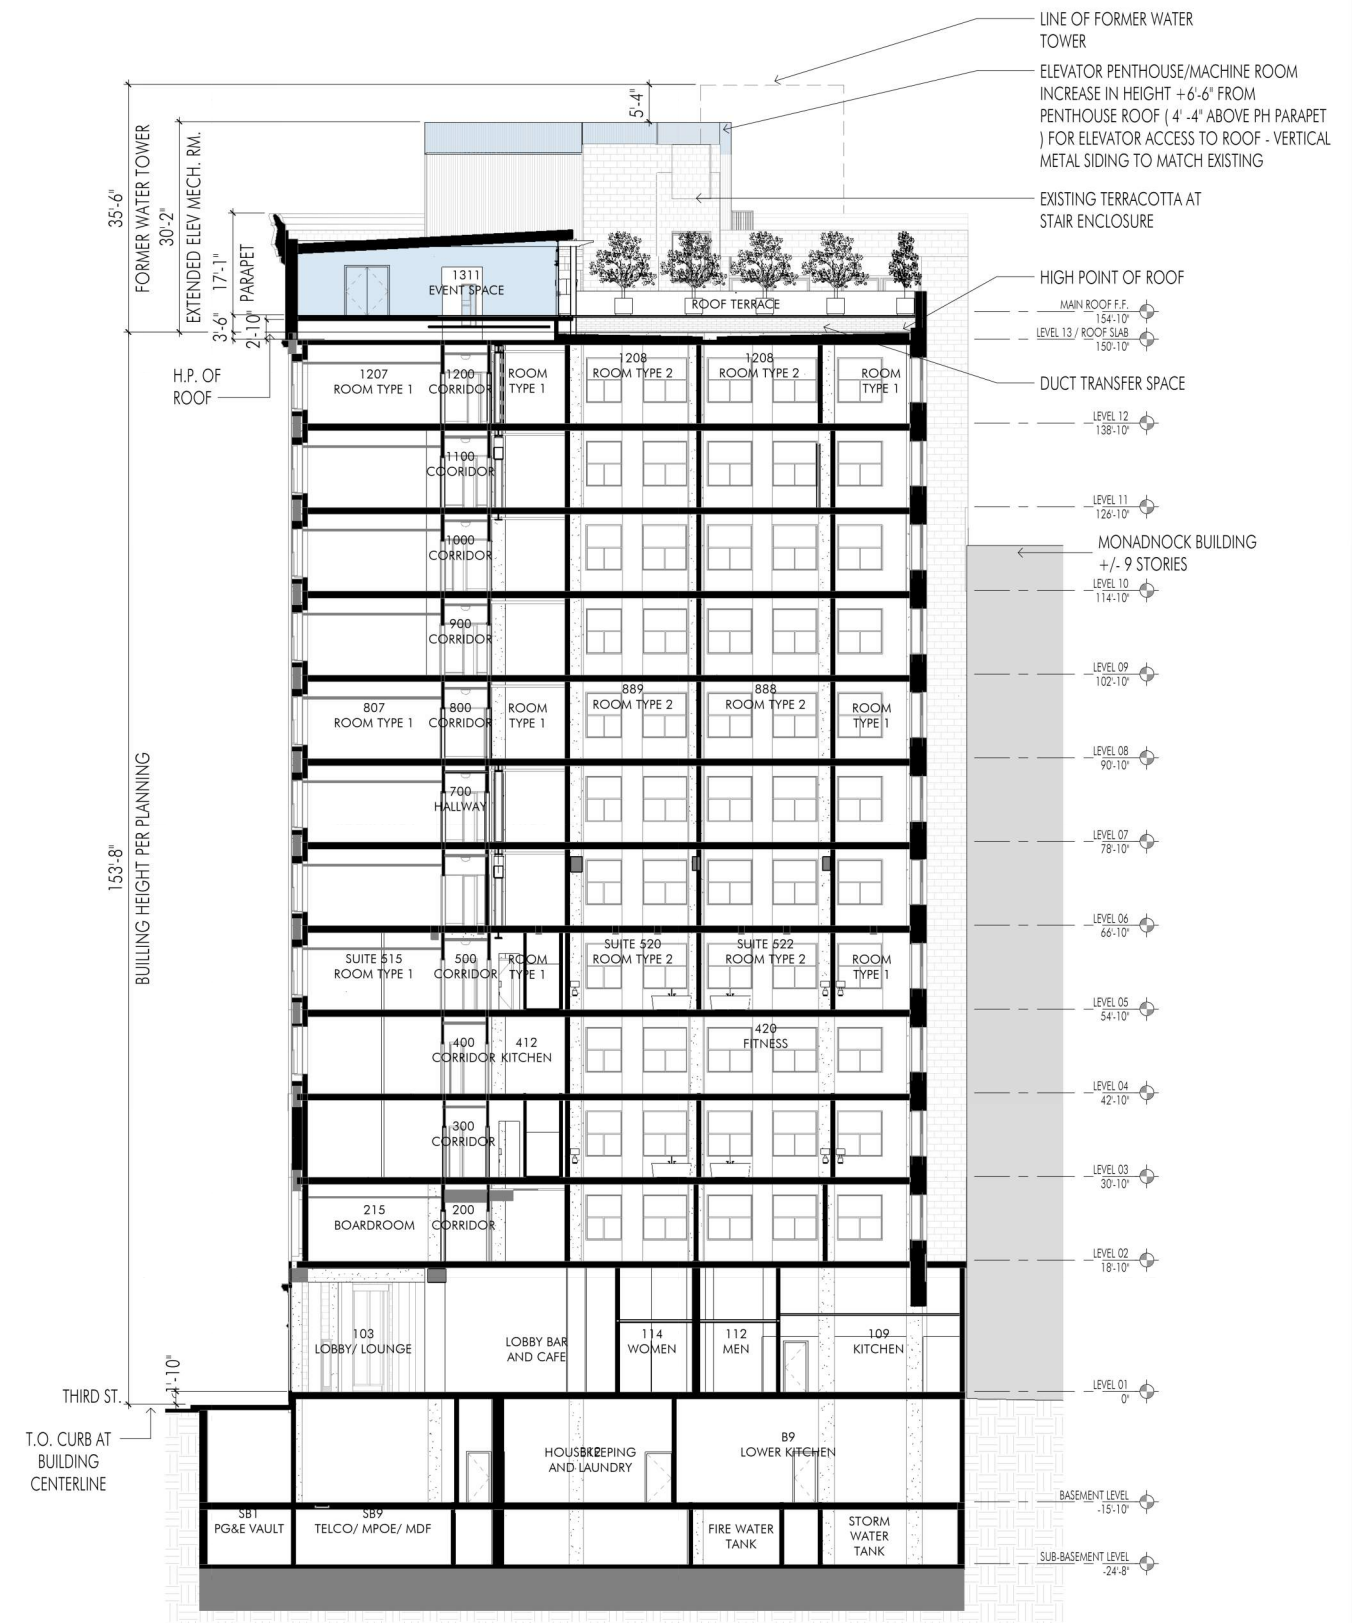 LINE OF FORMER WATER
TOWER
ELEVATOR PENTHOUSE/MACHINE ROOM
INCREASE IN HEIGHT +6'-6" FROM
PENTHOUSE ROOF ( 4' -4" ABOVE PH PARAPET
) FOR ELEVATOR ACCESS TO ROOF - VERTICAL
METAL SIDING TO MATCH EXISTING
EXISTING TERRACOTTA AT
STAIR ENCLOSURE
HIGH POINT OF ROOF
MAIN ROOF F.F.
154'-10"
LEVEL 13 / ROOF SLAB
150'-10"
DUCT TRANSFER SPACE
5'-4"
35'-6"
FORMER WATER TOWER
30'-2"
EXTENDED ELEV MECH. RM.
17'-1"
PARAPET
3'-6"
2'-10"
H.P. OF
ROOF
1311
EVENT SPACE
ROOF TERRACE
1207
ROOM TYPE 1
1200
CORRIDOR
ROOM
TYPE 1
1208
ROOM TYPE 2
1208
ROOM TYPE 2
ROOM
TYPE 1
LEVEL 12
138'-10"
1100
COORIDOR
LEVEL 11
126'-10"
1000
CORRIDOR
MONADNOCK BUILDING
+/- 9 STORIES
LEVEL 10
114'-10"
900
CORRIDOR
LEVEL 09
102'-10"
807
ROOM TYPE 1
800
CORRIDOR
ROOM
TYPE 1
889
ROOM TYPE 2
888
ROOM TYPE 2
ROOM
TYPE 1
LEVEL 08
90'-10"
700
HALLWAY
LEVEL 07
78'-10"
153'-8"
BUILLING HEIGHT PER PLANNING
LEVEL 06
66'-10"
SUITE 515
ROOM TYPE 1
500
CORRIDOR
ROOM
TYPE 1
SUITE 520
ROOM TYPE 2
SUITE 522
ROOM TYPE 2
ROOM
TYPE 1
LEVEL 05
54'-10"
400
CORRIDOR
412
KITCHEN
420
FITNESS
LEVEL 04
42'-10"
300
CORRIDOR
LEVEL 03
30'-10"
215
BOARDROOM
200
CORRIDOR
LEVEL 02
18'-10"
103
LOBBY/ LOUNGE
LOBBY BAR
AND CAFE
114
WOMEN
112
MEN
109
KITCHEN
1'-10"
THIRD ST.
LEVEL 01
0"
T.O. CURB AT
BUILDING
CENTERLINE
HOUSEKEEPING
AND LAUNDRY
B9
LOWER KITCHEN
BASEMENT LEVEL
-15'-10"
SB1
PG&E VAULT
SB9
TELCO/ MPOE/ MDF
FIRE WATER
TANK
STORM
WATER
TANK
SUB-BASEMENT LEVEL
-24'-8"